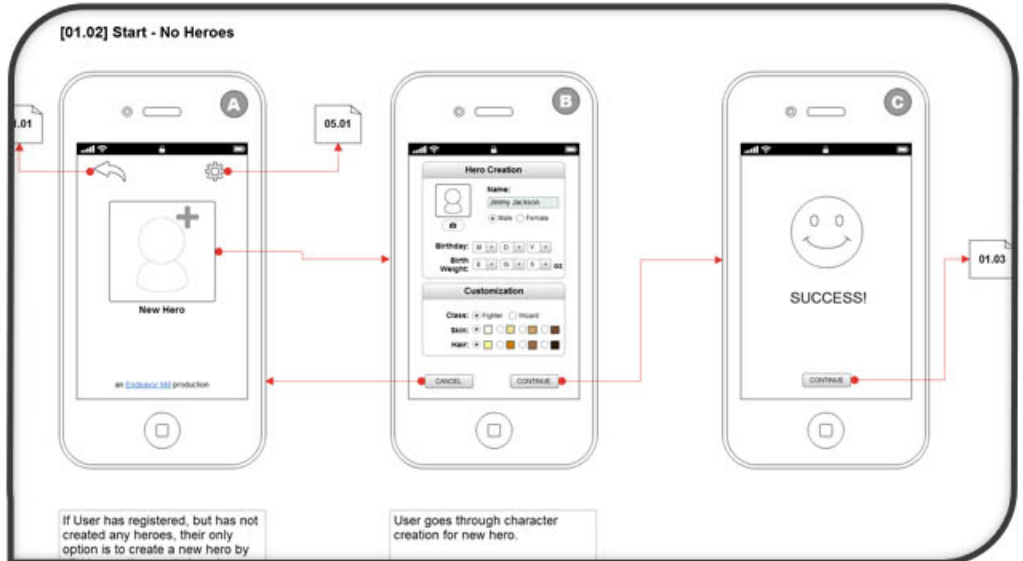 [01.02] Start - No Heroes
A
B
C
.01
05.01
01.03
New Hero
an Endeavor Mill production
Hero Creation
Name:
Jimmy Jackson
Male Female
Birthday: M D Y
Birth
Weight: oz
Customization
Class: Fighter Wizard
Skin:
Hair:
CANCEL CONTINUE
SUCCESS!
CONTINUE
If User has registered, but has not
created any heroes, their only
option is to create a new hero by
User goes through character
creation for new hero.